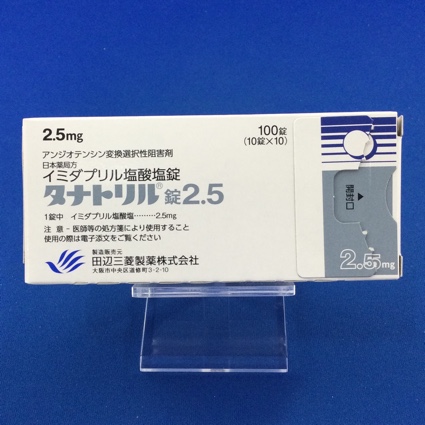 2.5mg
100錠
(10錠×10)
アンジオテンシン変換選択性阻害剤
日本薬局方
イミダプリル塩酸塩錠
タナトリル®錠2.5
1錠中 イミダプリル塩酸塩………2.5mg
注意-医師等の処方箋により使用すること
使用の際は電子添文をご覧ください
製造販売元
田辺三菱製薬株式会社
大阪市中央区道修町3-2-10
開封口
2.5mg